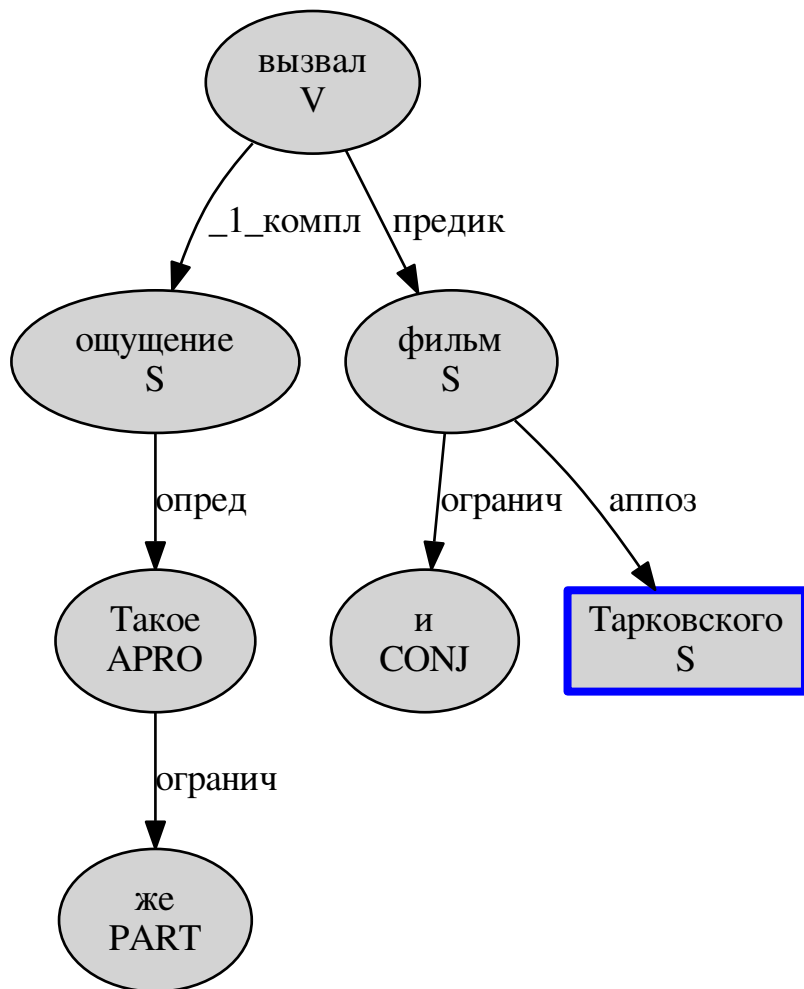 вызвал
V
_1_компл
предик
ощущение
S
фильм
S
опред
огранич
аппоз
Такое
APRO
и
CONJ
Тарковского
S
огранич
же
PART